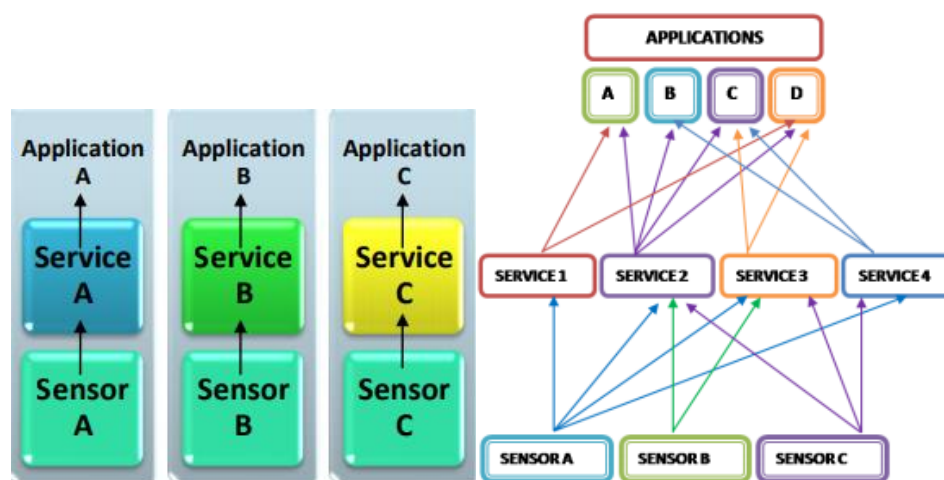 Application
A
Service
A
Sensor
A
Application
B
Service
B
Sensor
B
Application
C
Service
C
Sensor
C
APPLICATIONS
A B C D
SERVICE 1 SERVICE 2 SERVICE 3 SERVICE 4
SENSOR A SENSOR B SENSOR C